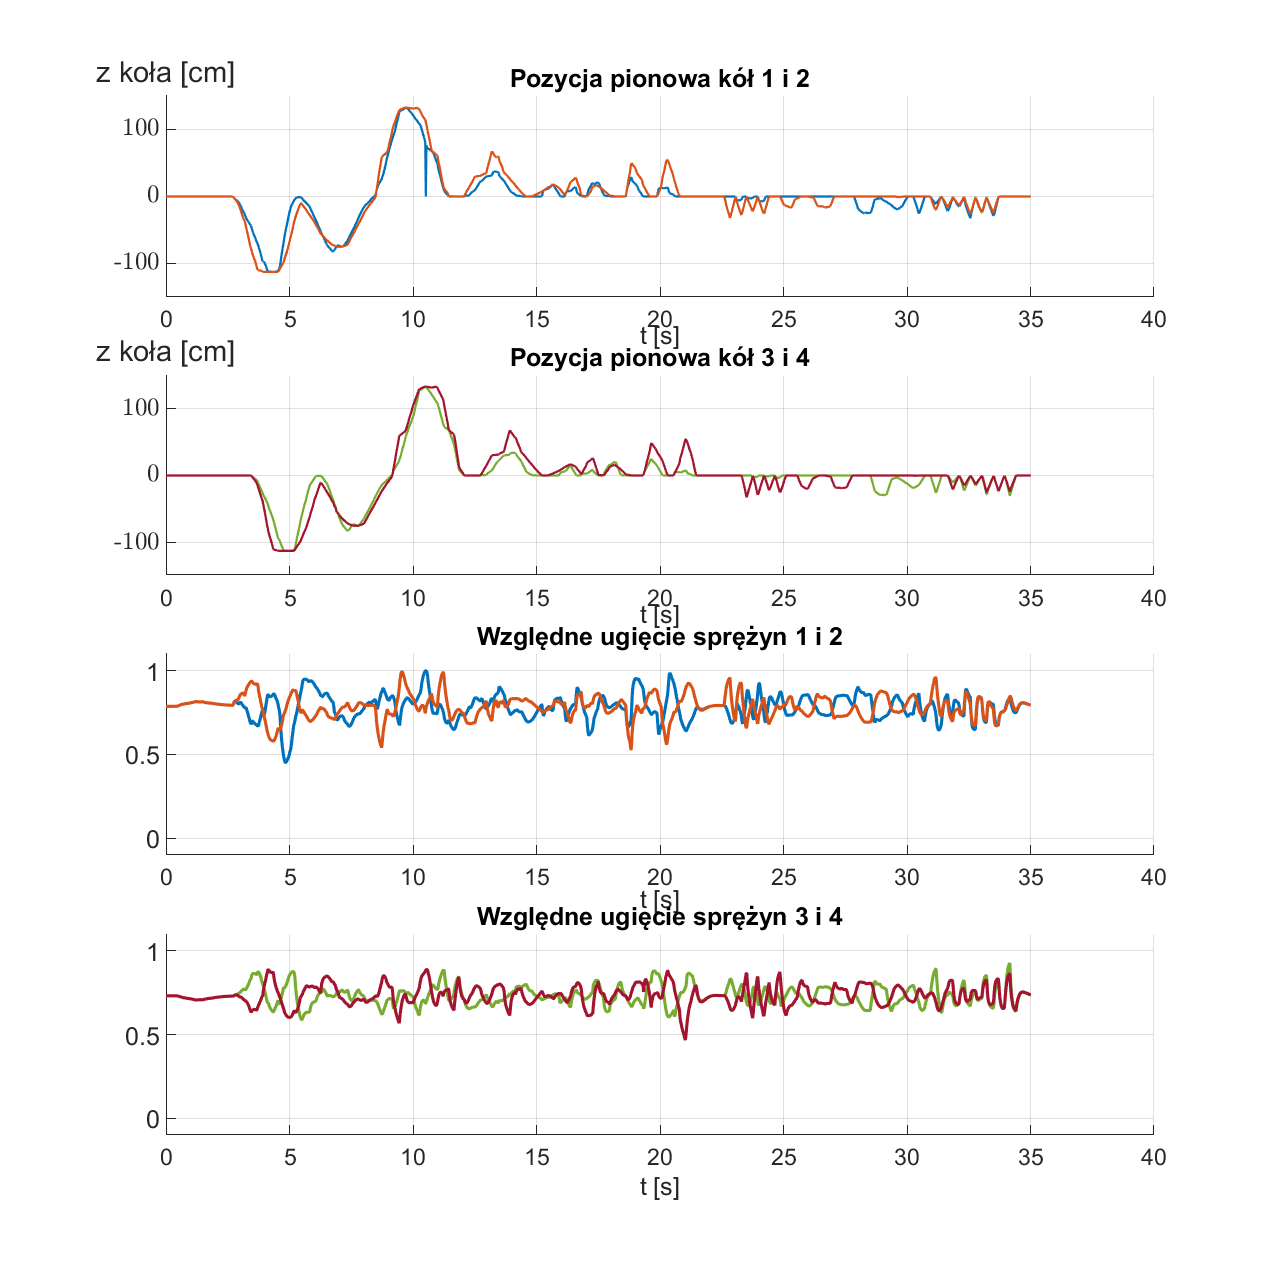 z koła [cm]
Pozycja pionowa kół 1 i 2
100
0
-100
0 5 10 15 20 25 30 35 40
t [s]
z koła [cm]
Pozycja pionowa kół 3 i 4
100
0
-100
0 5 10 15 20 25 30 35 40
t [s]
Względne ugięcie sprężyn 1 i 2
1
0.5
0
0 5 10 15 20 25 30 35 40
t [s]
Względne ugięcie sprężyn 3 i 4
1
0.5
0
0 5 10 15 20 25 30 35 40
t [s]